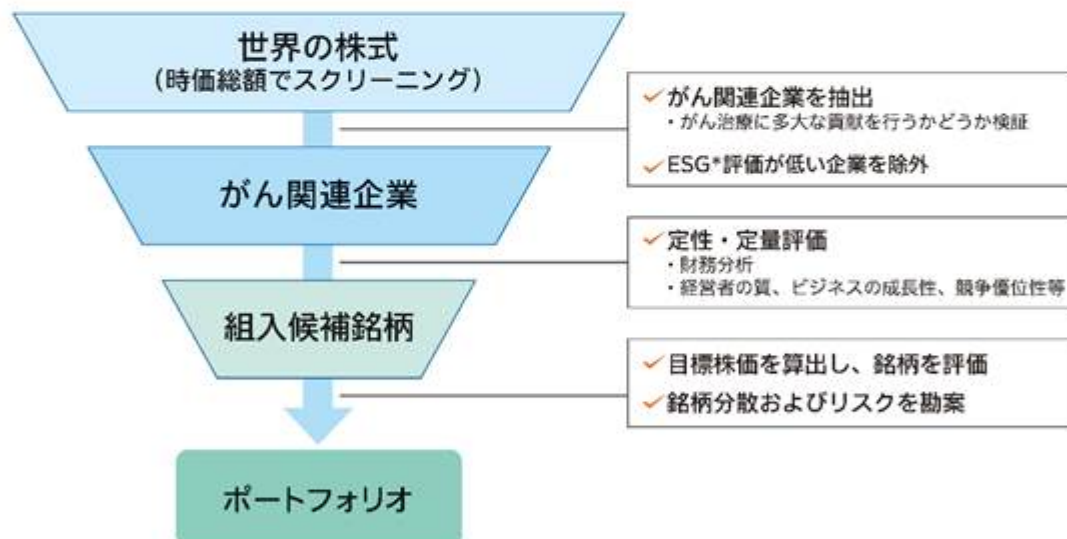 世界の株式
（時価総額でスクリーニング）
がん関連企業を抽出
・がん治療に多大な貢献を行うかどうか検証
ESG*評価が低い企業を除外
がん関連企業
定性・定量評価
・財務分析
・経営者の質、ビジネスの成長性、競争優位性等
組入候補銘柄
目標株価を算出し、銘柄を評価
銘柄分散およびリスクを勘案
ポートフォリオ